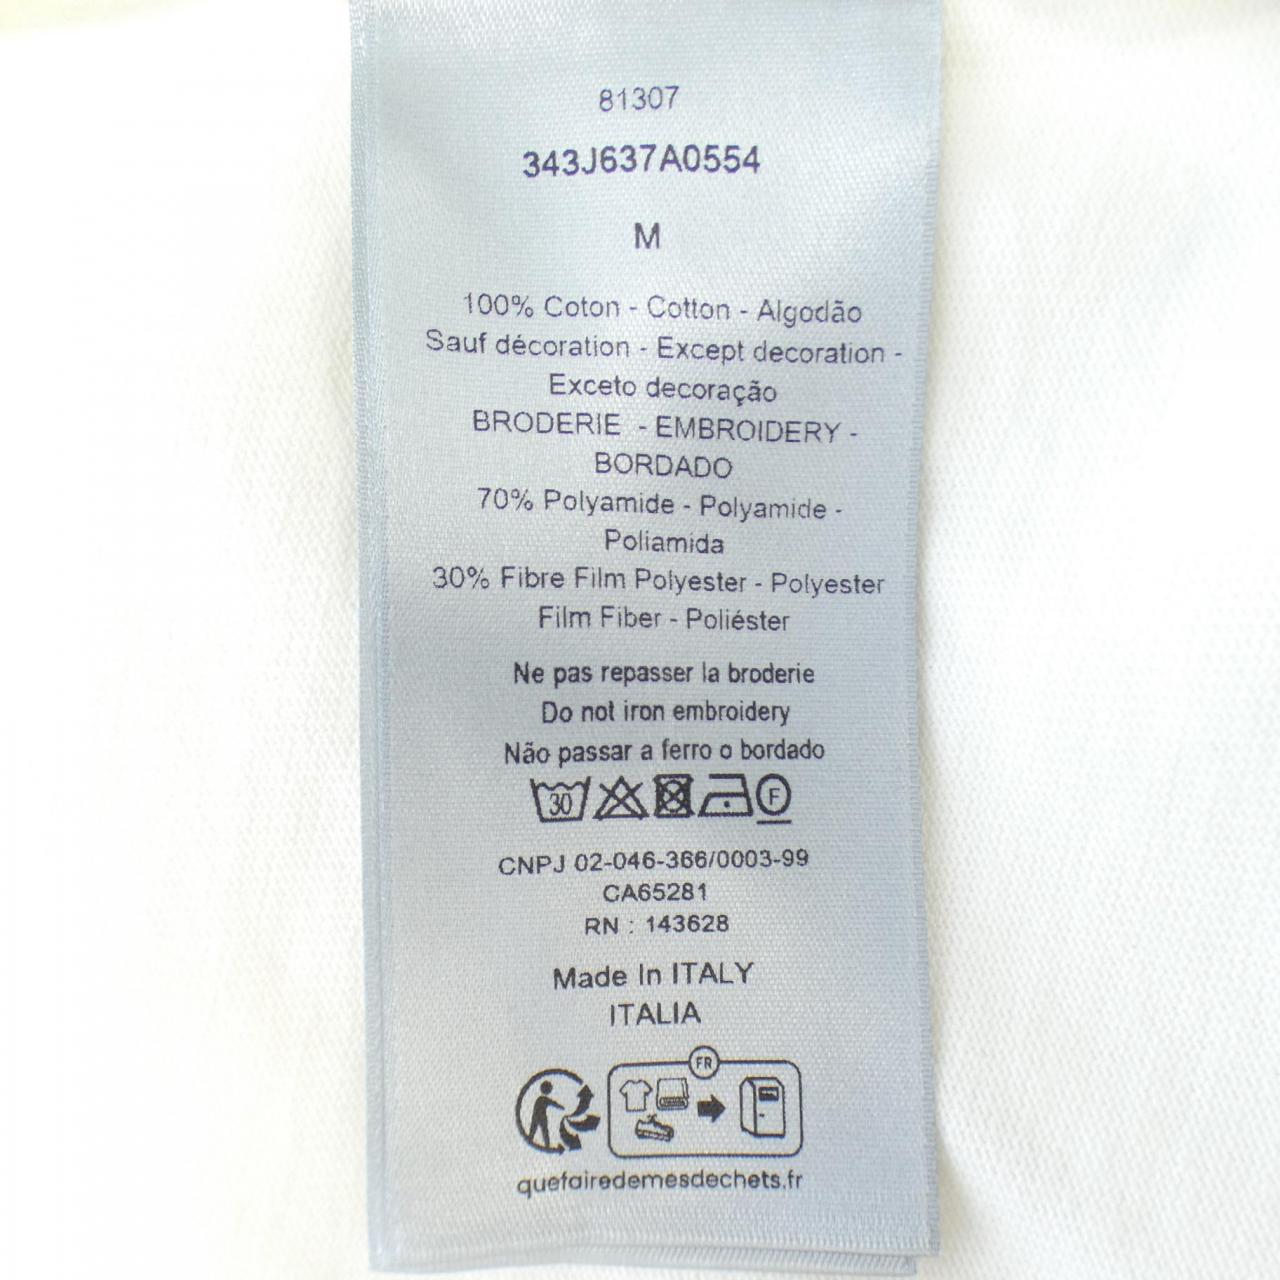 81307
343J637A0554
M
100% Coton - Cotton - Algodão
Sauf décoration - Except decoration -
Exceto decoração
BRODERIE - EMBROIDERY -
BORDADO
70% Polyamide - Polyamide -
Poliamida
30% Fibre Film Polyester - Polyester
Film Fiber - Poliéster
Ne pas repasser la broderie
Do not iron embroidery
Não passar a ferro o bordado
30 F
CNPJ 02-046-366/0003-99
CA65281
RN : 143628
Made In ITALY
ITALIA
FR
quefairedemesdechets.fr